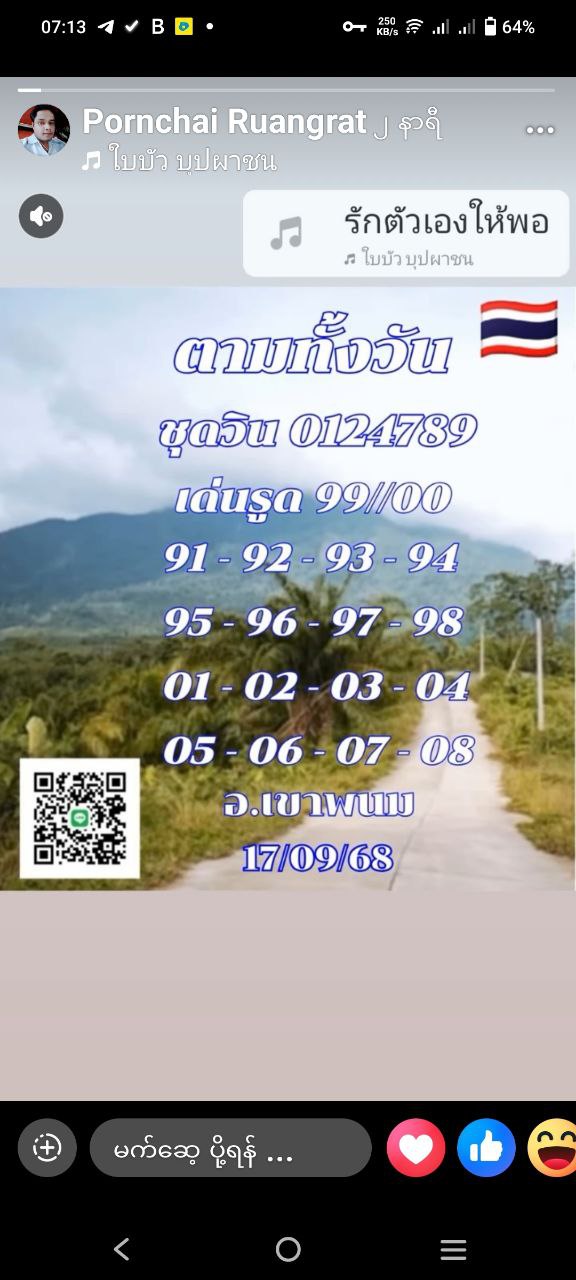 07:13 B 250 KB/s 64%
Pornchai Ruangrat ၂ နာရီ
ใบบัว บุปผาชน
รักตัวเองให้พอ
ใบบัว บุปผาชน
ตามทั้งวัน
ชุดวิน 0124789
เด่นรูด 99//00
91 - 92 - 93 - 94
95 - 96 - 97 - 98
01 - 02 - 03 - 04
05 - 06 - 07 - 08
อ.เขาพนม
17/09/68
မက်ဆေ့ ပို့ရန် ...